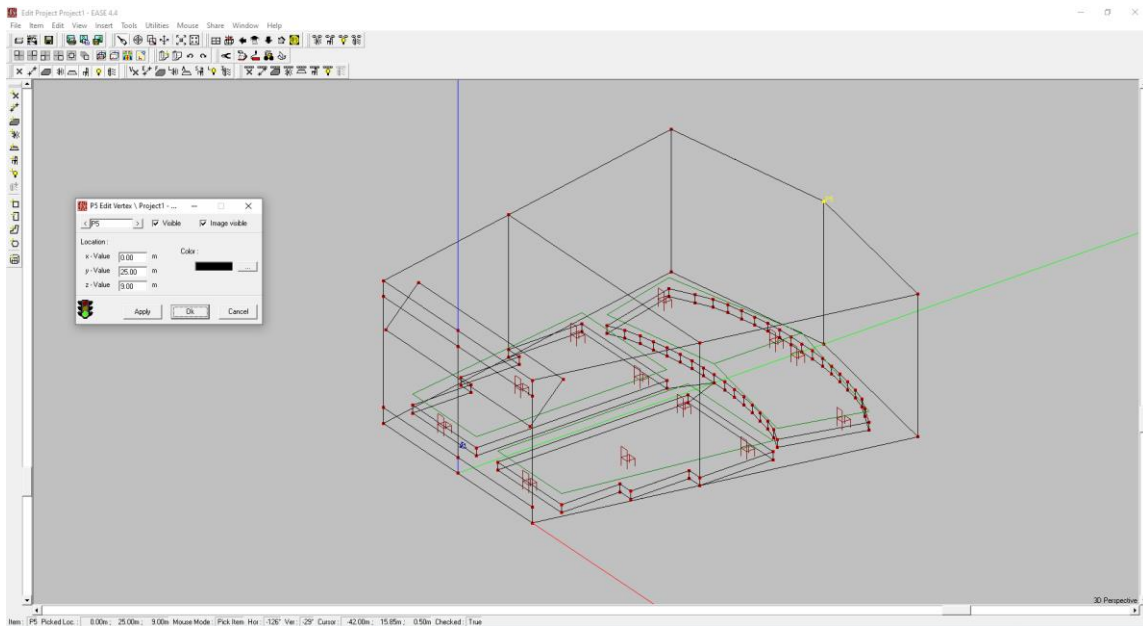 Edit Project Project1 - EASE 4.4
File Item Edit View Insert Tools Utilities Mouse Share Window Help
P5 Edit Vertex \ Project1 - ...
< P5 > Visible Image visible
Location :
x - Value 0.00 m Color :
y - Value 25.00 m ...
z - Value 9.00 m
Apply Ok Cancel
3D Perspective
Item : P5 Picked Loc. : 0.00m ; 25.00m ; 9.00m Mouse Mode : Pick Item Hor : -126° Ver : -29° Cursor : -42.00m ; 15.85m ; 0.50m Checked : True